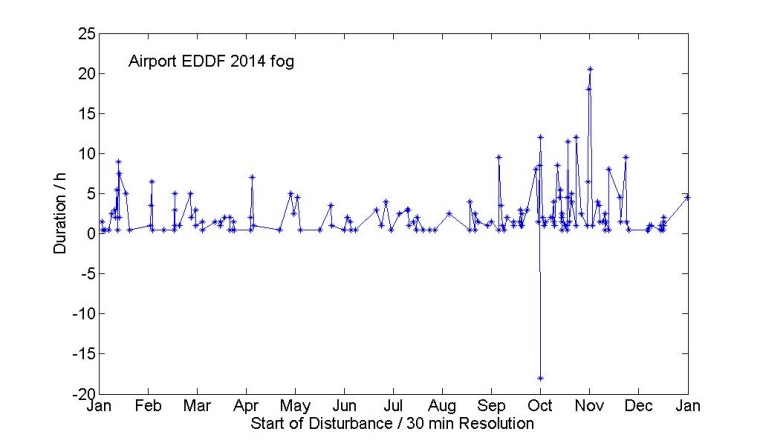 Airport EDDF 2014 fog
25
20
15
10
5
0
-5
-10
-15
-20
Duration / h
Jan Feb Mar Apr May Jun Jul Aug Sep Oct Nov Dec Jan
Start of Disturbance / 30 min Resolution